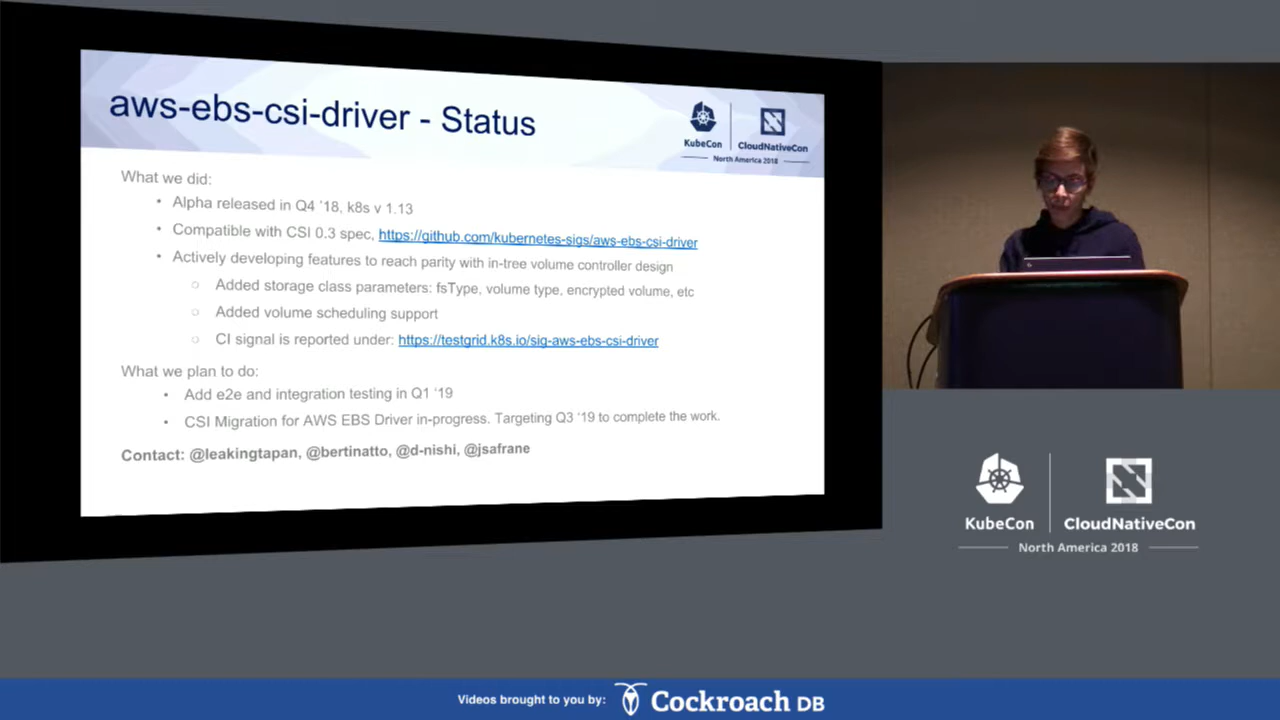 aws-ebs-csi-driver - Status
KubeCon
CloudNativeCon
North America 2018
What we did:
• Alpha released in Q4 '18, k8s v 1.13
• Compatible with CSI 0.3 spec, https://github.com/kubernetes-sigs/aws-ebs-csi-driver
• Actively developing features to reach parity with in-tree volume controller design
○ Added storage class parameters: fsType, volume type, encrypted volume, etc
○ Added volume scheduling support
○ CI signal is reported under: https://testgrid.k8s.io/sig-aws-ebs-csi-driver
What we plan to do:
• Add e2e and integration testing in Q1 '19
• CSI Migration for AWS EBS Driver in-progress. Targeting Q3 '19 to complete the work.
Contact: @leakingtapan, @bertinatto, @d-nishi, @jsafrane
KubeCon
CloudNativeCon
North America 2018
Videos brought to you by: Cockroach DB